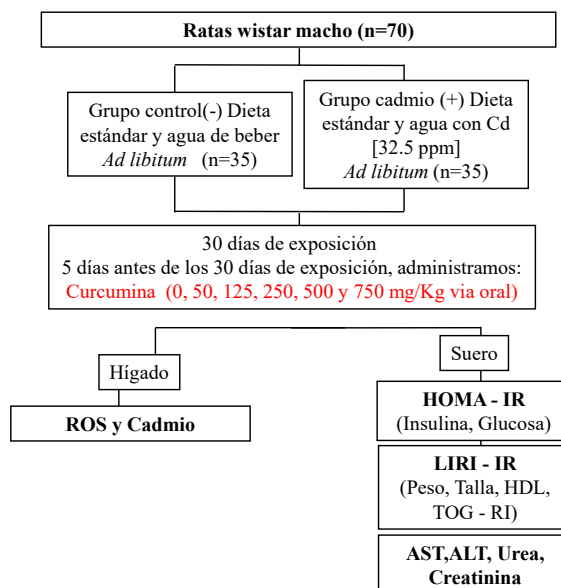 Ratas wistar macho (n=70)
Grupo control(-) Dieta
estándar y agua de beber
Ad libitum (n=35)
Grupo cadmio (+) Dieta
estándar y agua con Cd
[32.5 ppm]
Ad libitum (n=35)
30 días de exposición
5 días antes de los 30 días de exposición, administramos:
Curcumina (0, 50, 125, 250, 500 y 750 mg/Kg via oral)
Hígado
ROS y Cadmio
Suero
HOMA - IR
(Insulina, Glucosa)
LIRI - IR
(Peso, Talla, HDL,
TOG - RI)
AST,ALT, Urea,
Creatinina